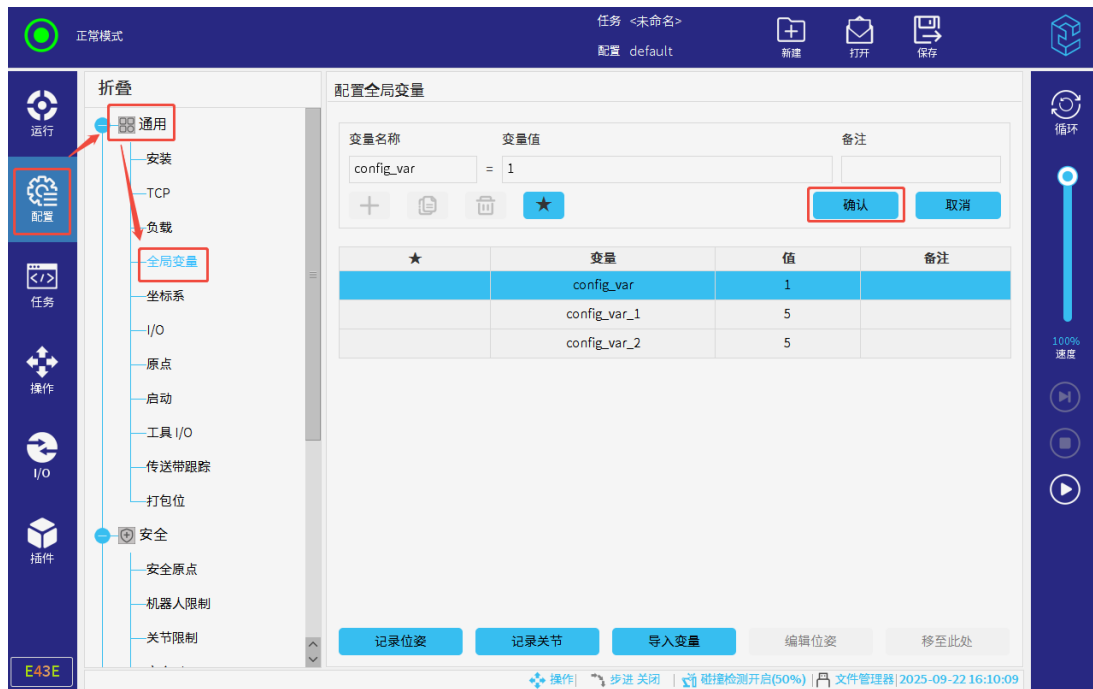 正常模式
任务 <未命名>
配置 default
新建
打开
保存
运行
配置
任务
操作
I/O
插件
E43E
折叠
通用
安装
TCP
负载
全局变量
坐标系
I/O
原点
启动
工具 I/O
传送带跟踪
打包位
安全
安全原点
机器人限制
关节限制
配置全局变量
变量名称 变量值 备注
config_var = 1
确认 取消
★ 变量 值 备注
config_var 1
config_var_1 5
config_var_2 5
记录位姿 记录关节 导入变量 编辑位姿 移至此处
循环
100%
速度
操作| 步进 关闭 | 碰撞检测开启(50%) | 文件管理器|2025-09-22 16:10:09